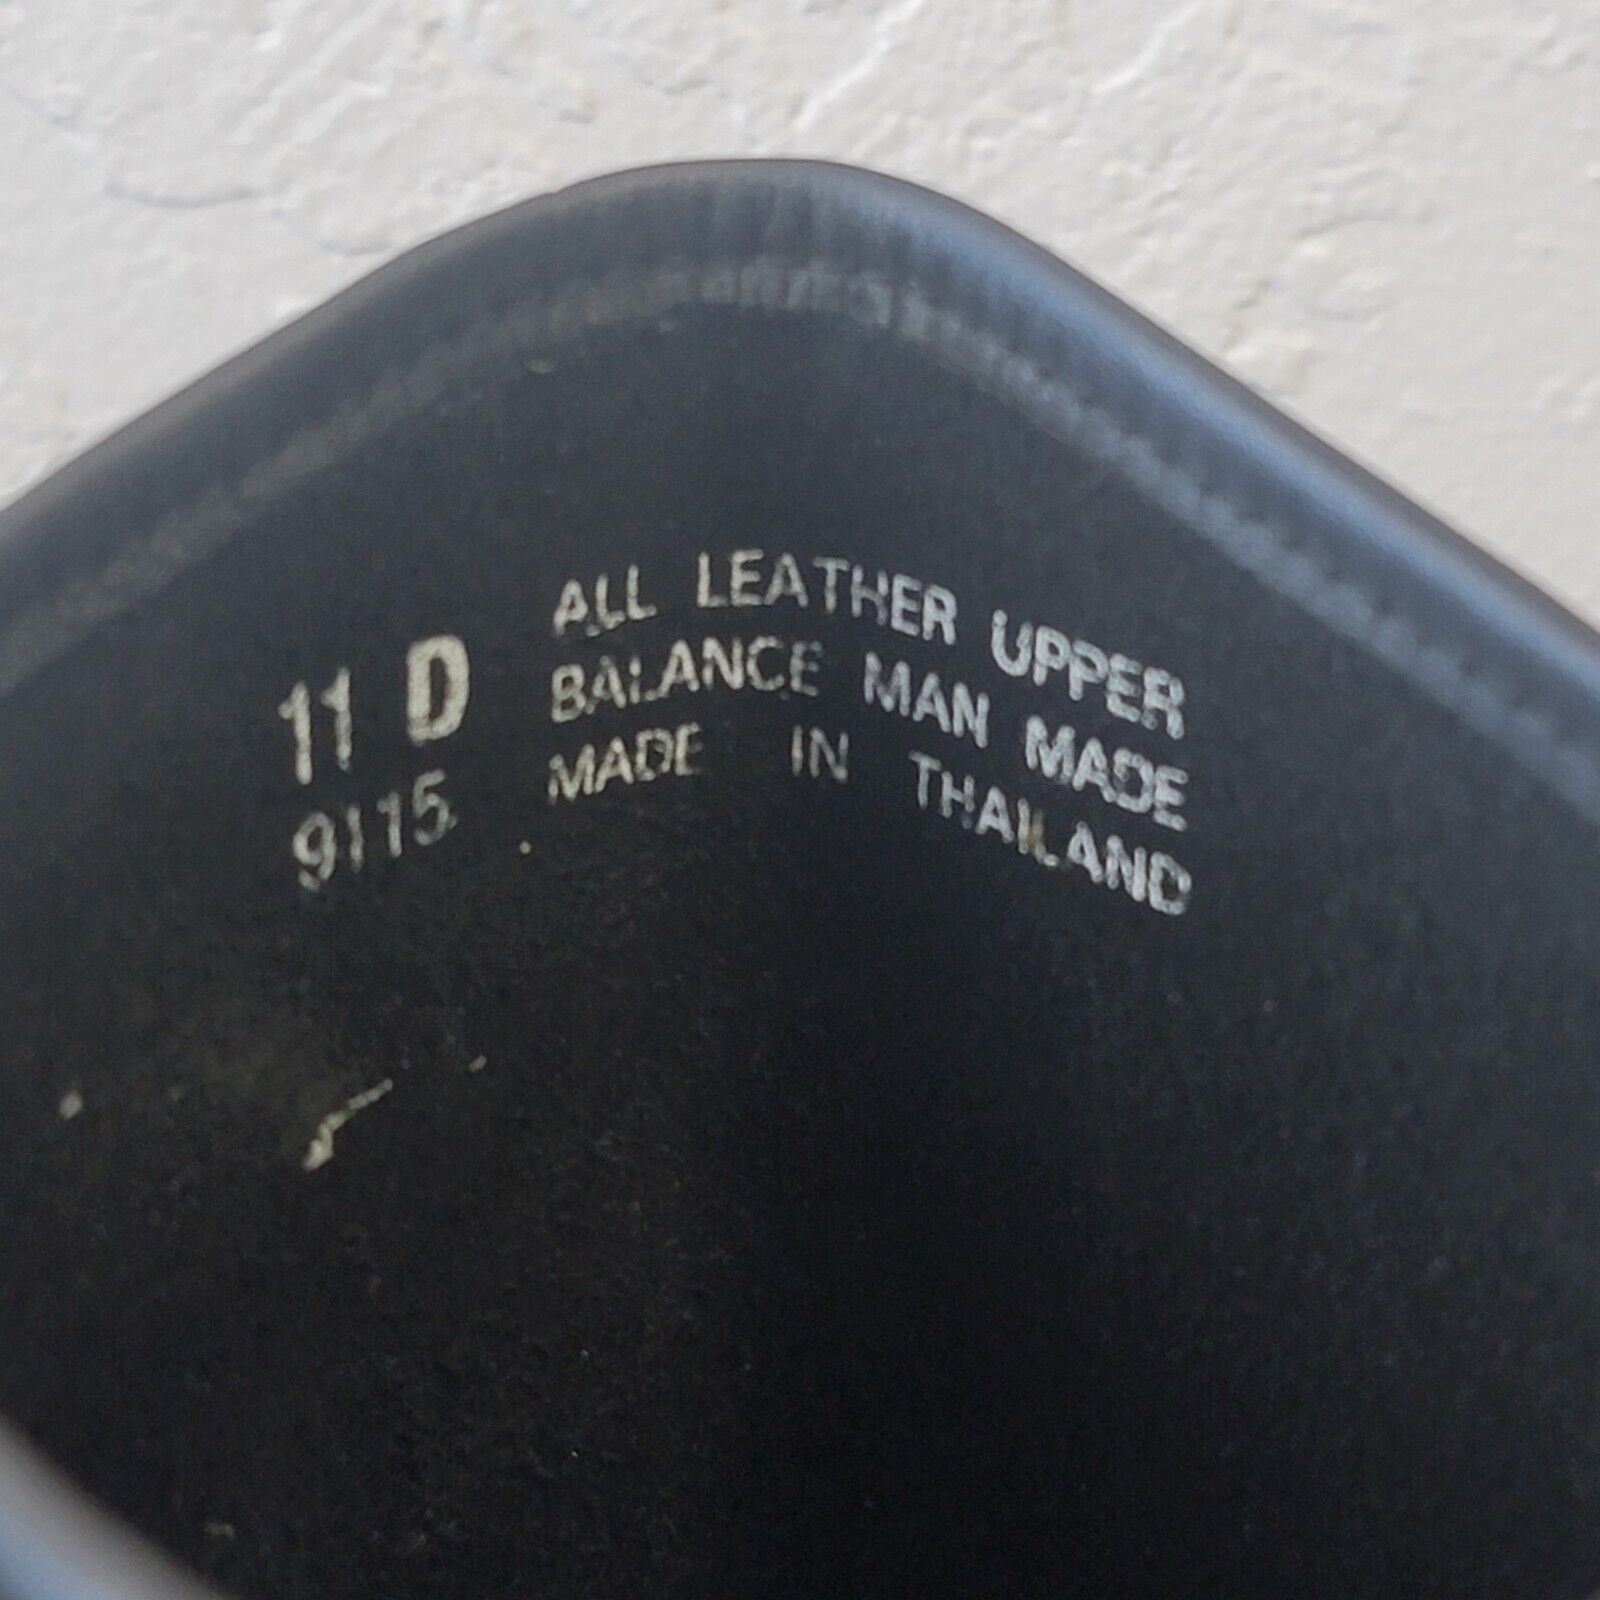 11 D
9115
ALL LEATHER UPPER
BALANCE MAN MADE
MADE IN THAILAND